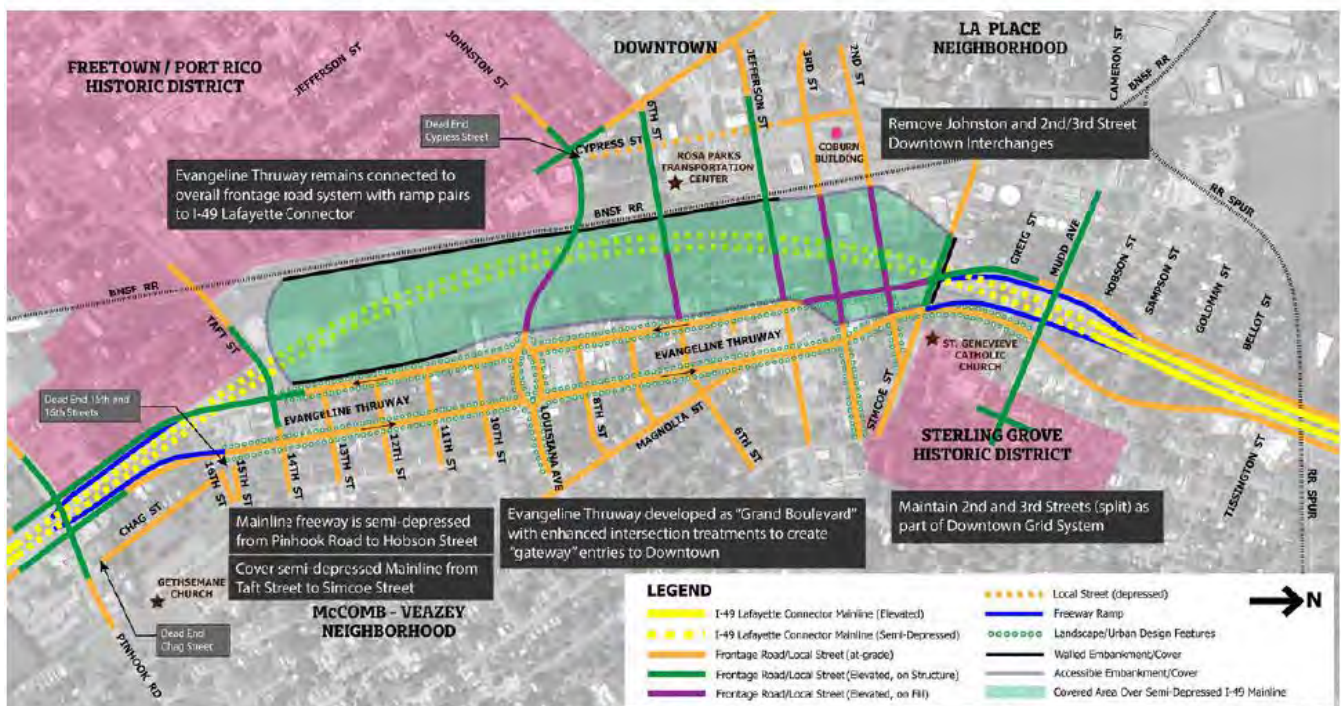 FREETOWN / PORT RICO
HISTORIC DISTRICT
JEFFERSON ST
JOHNSTON ST
DOWNTOWN
LA PLACE
NEIGHBORHOOD
CAMERON ST
BNSF RR
6TH ST
JEFFERSON ST
3RD ST
2ND ST
Dead End
Cypress Street
CYPRESS ST
ROSA PARKS
TRANSPORTATION
CENTER
COBURN
BUILDING
Remove Johnston and 2nd/3rd Street
Downtown Interchanges
Evangeline Thruway remains connected to
overall frontage road system with ramp pairs
to I-49 Lafayette Connector
BNSF RR
RR SPUR
BNSF RR
TAFT ST
GREIG ST
MUDD AVE
HOBSON ST
SAMPSON ST
GOLDMAN ST
BELLOT ST
EVANGELINE THRUWAY
ST. GENEVIEVE
CATHOLIC
CHURCH
Dead End 15th and
16th Streets
EVANGELINE THRUWAY
16TH ST
15TH ST
14TH ST
13TH ST
12TH ST
11TH ST
10TH ST
LOUISIANA AVE
8TH ST
MAGNOLIA ST
6TH ST
SIMCOE ST
STERLING GROVE
HISTORIC DISTRICT
TISSINGTON ST
RR SPUR
CHAG ST
Mainline freeway is semi-depressed
from Pinhook Road to Hobson Street
Cover semi-depressed Mainline from
Taft Street to Simcoe Street
Evangeline Thruway developed as "Grand Boulevard"
with enhanced intersection treatments to create
"gateway" entries to Downtown
Maintain 2nd and 3rd Streets (split) as
part of Downtown Grid System
GETHSEMANE
CHURCH
McCOMB - VEAZEY
NEIGHBORHOOD
Dead End
Chag Street
PINHOOK RD
LEGEND
I-49 Lafayette Connector Mainline (Elevated)
I-49 Lafayette Connector Mainline (Semi-Depressed)
Frontage Road/Local Street (at-grade)
Frontage Road/Local Street (Elevated, on Structure)
Frontage Road/Local Street (Elevated, on Fill)
Local Street (depressed)
Freeway Ramp
Landscape/Urban Design Features
Walled Embankment/Cover
Accessible Embankment/Cover
Covered Area Over Semi-Depressed I-49 Mainline
N